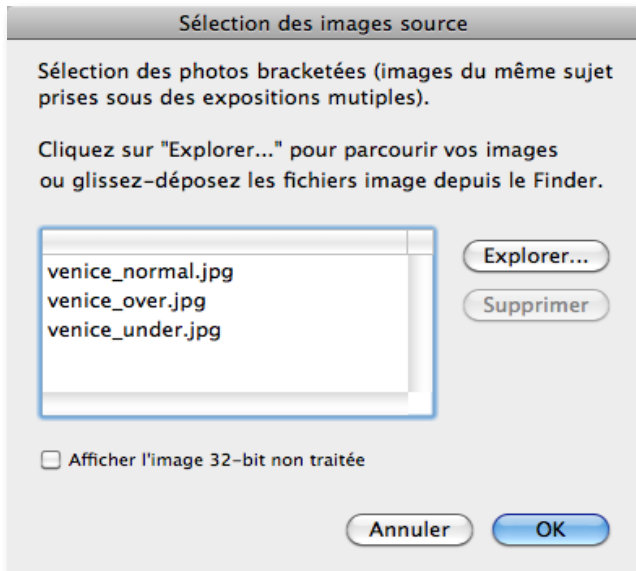 Sélection des images source
Sélection des photos bracketées (images du même sujet
prises sous des expositions mutiples).
Cliquez sur "Explorer..." pour parcourir vos images
ou glissez-déposez les fichiers image depuis le Finder.
venice_normal.jpg
venice_over.jpg
venice_under.jpg
Explorer...
Supprimer
Afficher l'image 32-bit non traitée
Annuler
OK